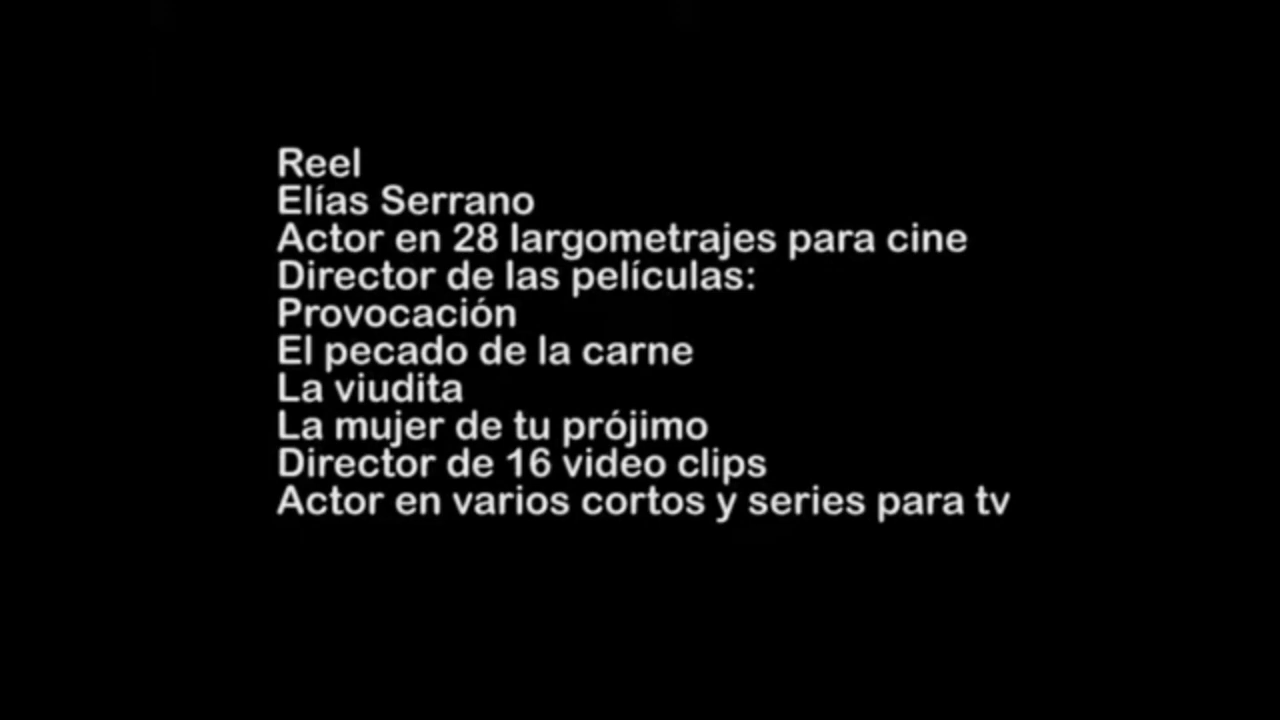 Reel
Elías Serrano
Actor en 28 largometrajes para cine
Director de las películas:
Provocación
El pecado de la carne
La viudita
La mujer de tu prójimo
Director de 16 video clips
Actor en varios cortos y series para tv